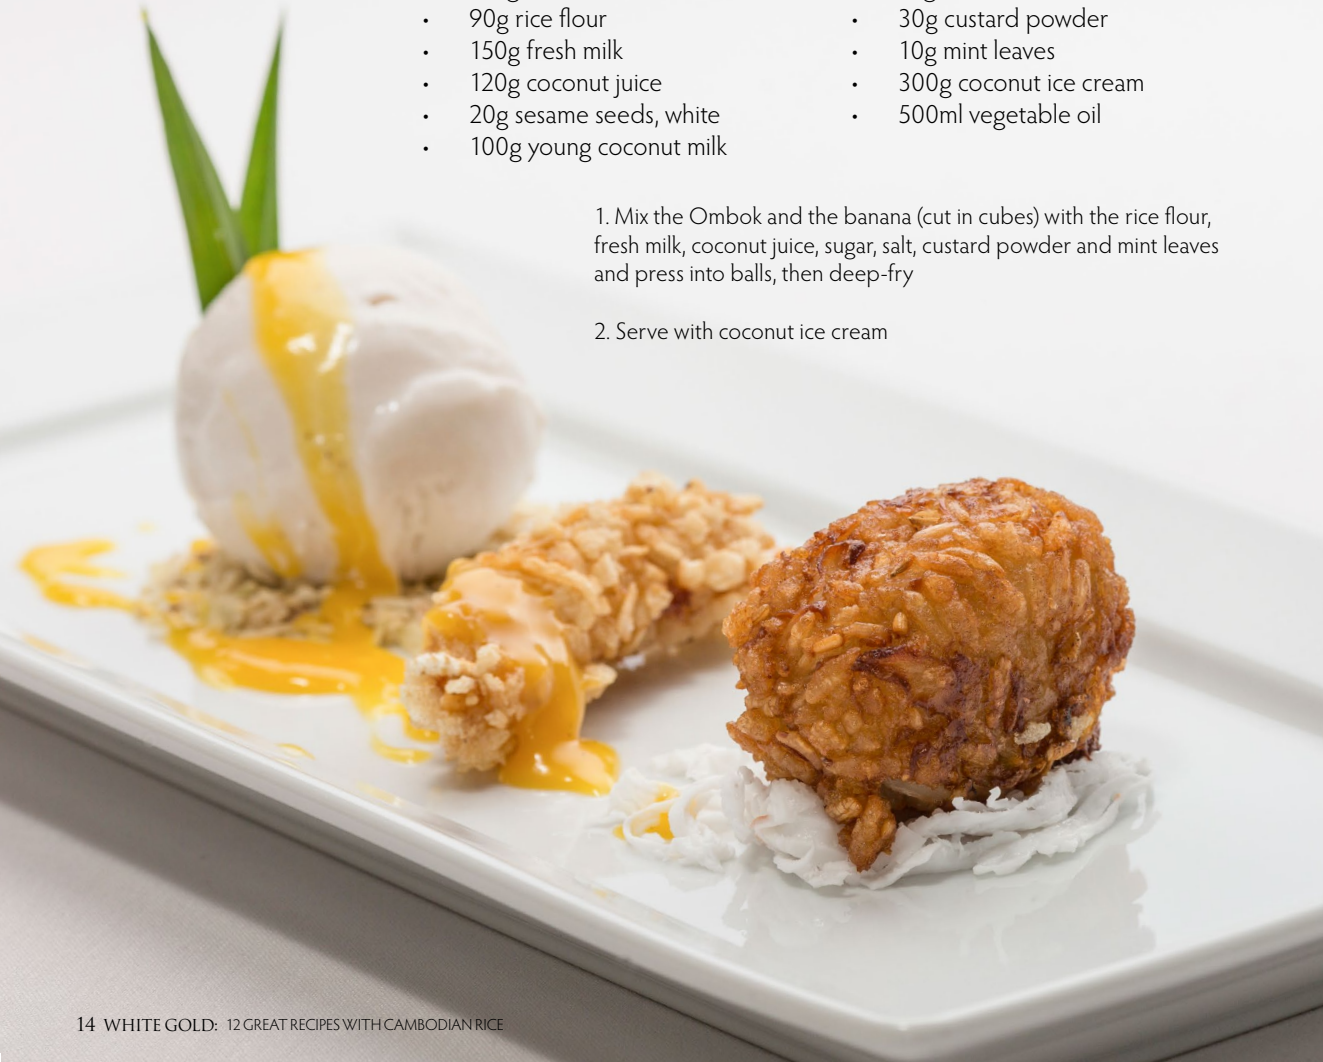 • 90g rice flour
• 150g fresh milk
• 120g coconut juice
• 20g sesame seeds, white
• 100g young coconut milk
• 30g custard powder
• 10g mint leaves
• 300g coconut ice cream
• 500ml vegetable oil
1. Mix the Ombok and the banana (cut in cubes) with the rice flour,
fresh milk, coconut juice, sugar, salt, custard powder and mint leaves
and press into balls, then deep-fry
2. Serve with coconut ice cream
14 WHITE GOLD: 12 GREAT RECIPES WITH CAMBODIAN RICE